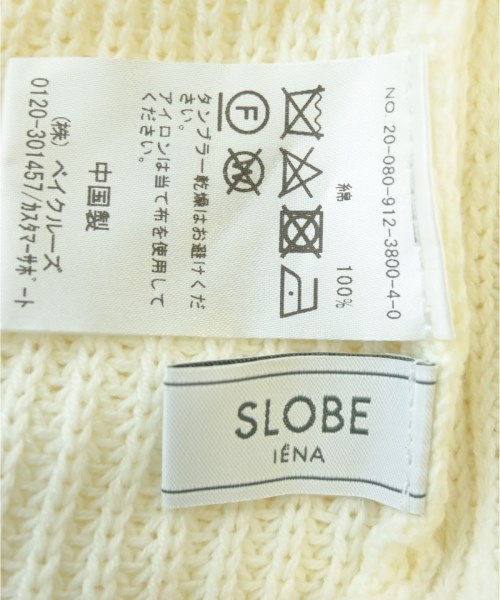 NO. 20-080-912-3800-4-0
綿 100%
F
W
タンブラー乾燥はお避けくだ
さい。
アイロンは当て布を使用して
ください。
中国製
(株) ベイクルーズ
0120-301457/カスタマーサポート
SLOBE
IÉNA